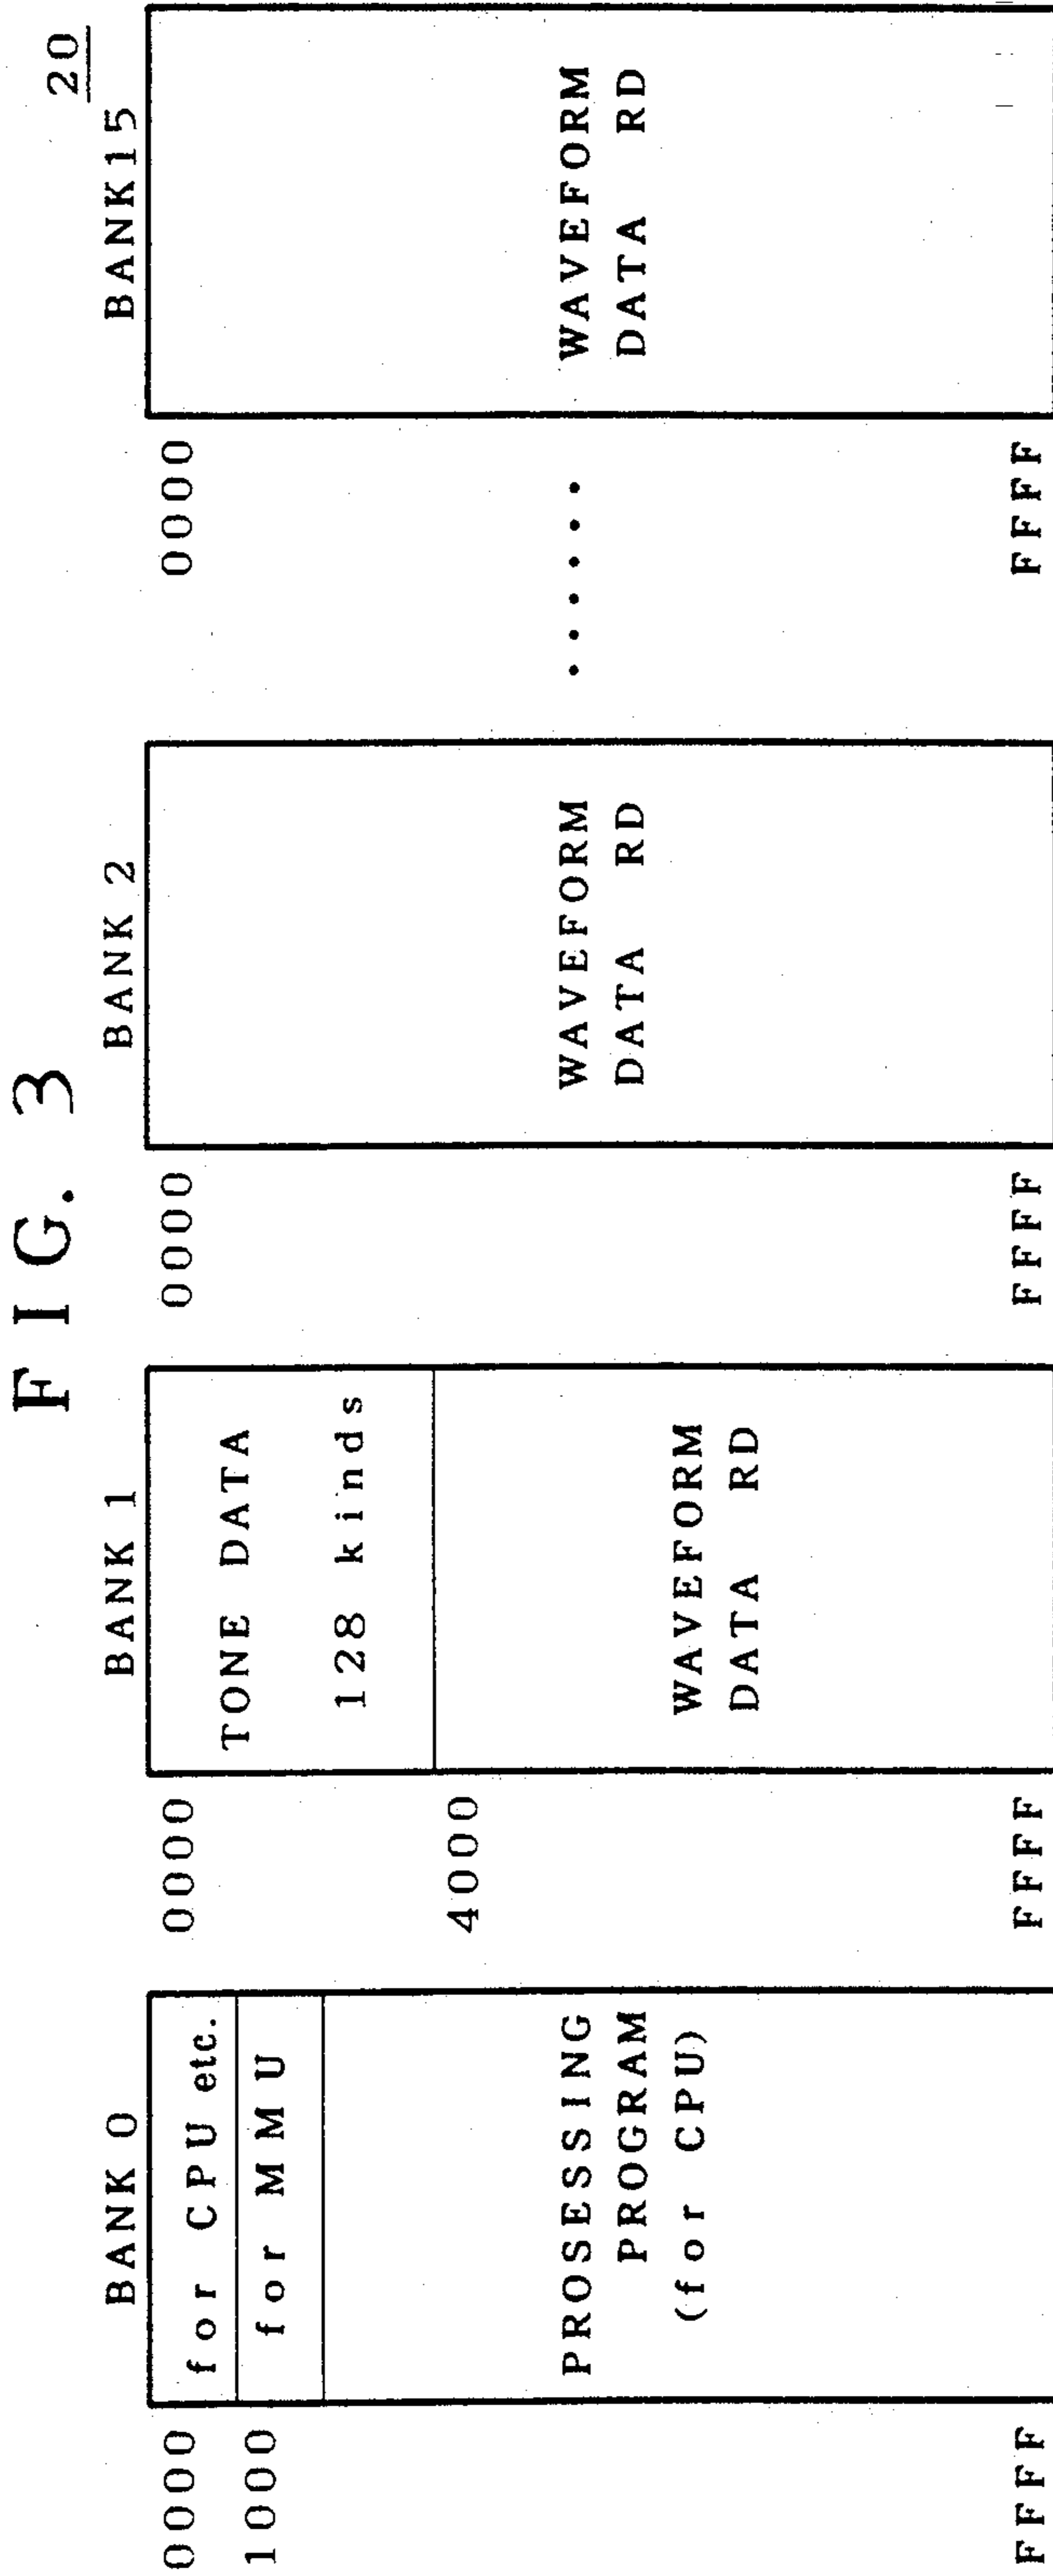 FIG. 3
20
BANK 0
0000
for CPU etc.
1000
for MMU
PROSESSING
PROGRAM
(for CPU)
FFFF
BANK 1
0000
TONE DATA
128 kinds
4000
WAVEFORM
DATA RD
FFFF
BANK 2
0000
WAVEFORM
DATA RD
FFFF
......
BANK15
0000
WAVEFORM
DATA RD
FFFF